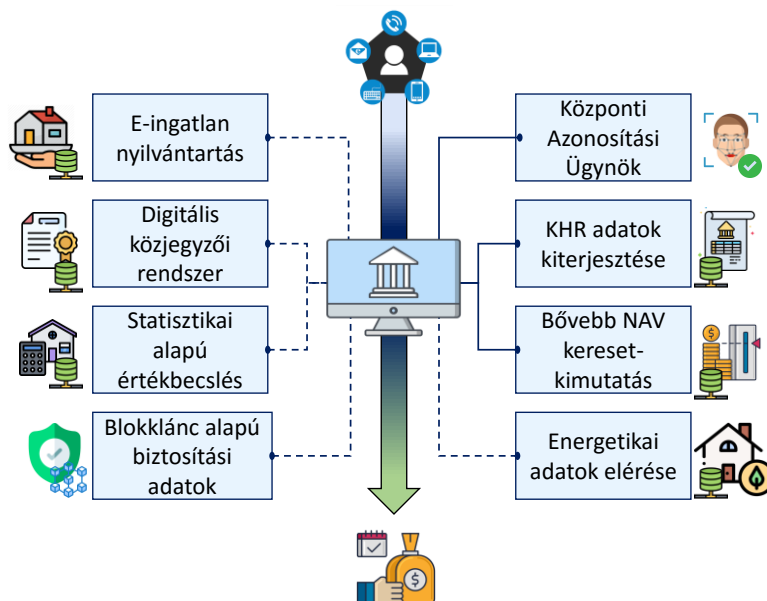 E-ingatlan
nyilvántartás
Digitális
közjegyzői
rendszer
Statisztikai
alapú
értékbecslés
Blokklánc alapú
biztosítási
adatok
Központi
Azonosítási
Ügynök
KHR adatok
kiterjesztése
Bővebb NAV
kereset-
kimutatás
Energetikai
adatok elérése